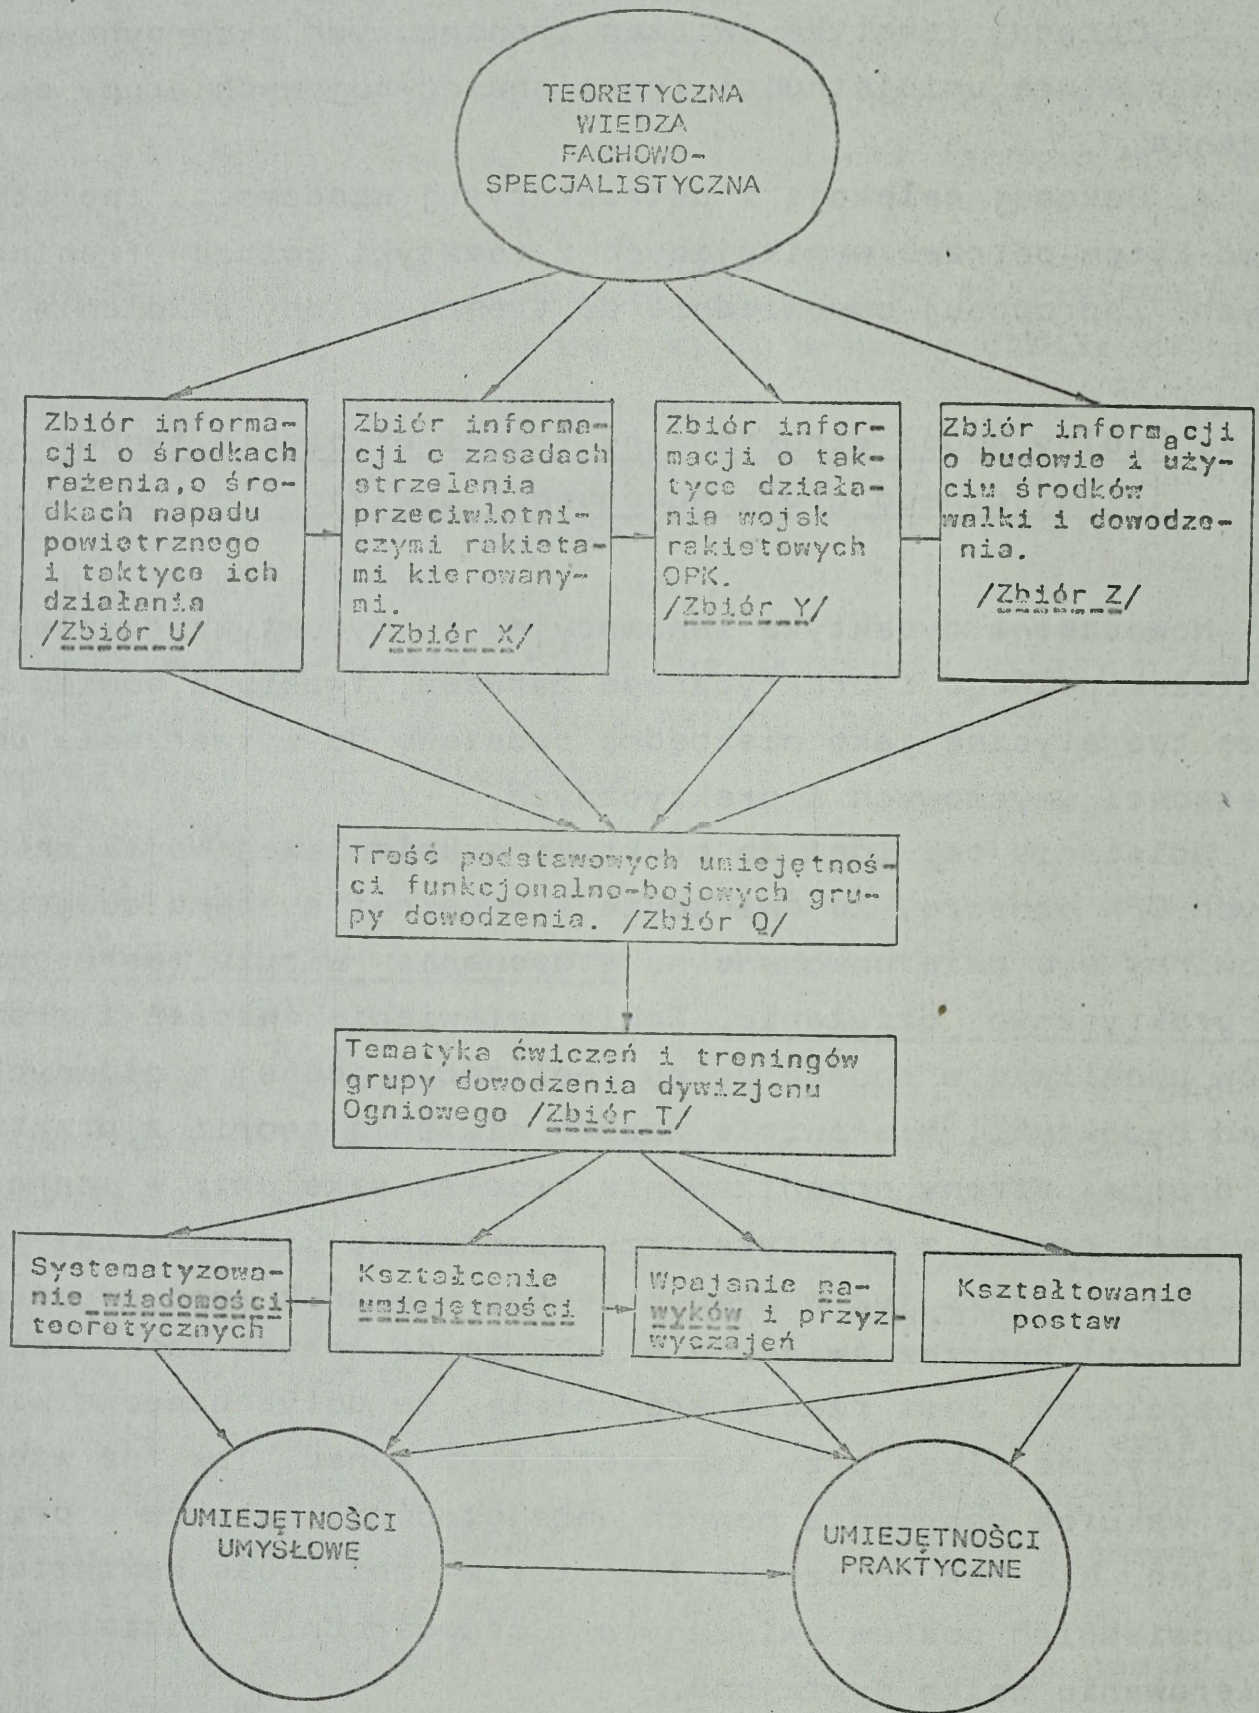 TEORETYCZNA
WIEDZA
FACHOWO-
SPECJALISTYCZNA
Zbiór informa-
cji o środkach
rażenia,o śro-
dkach napadu
powietrznego
i taktyce ich
działania
/Zbiór U/
Zbiór informa-
cji o zasadach
strzelania
przeciwlotni-
czymi rakieta-
mi kierowany-
mi.
/Zbiór X/
Zbiór infor-
macji o tak-
tyce działa-
nia wojsk
rakietowych
OPK.
/Zbiór Y/
Zbiór informacji
o budowie i uży-
ciu środków
walki i dowodze-
nia.
/Zbiór Z/
Treść podstawowych umiejętnoś-
ci funkcjonalno-bojowych gru-
py dowodzenia. /Zbiór Q/
Tematyka ćwiczeń i treningów
grupy dowodzenia dywizjonu
Ogniowego /Zbiór T/
Systematyzowa-
nie wiadomości
teoretycznych
Kształcenie
umiejętności
Wpajanie na-
wyków i przyz-
wyczajeń
Kształtowanie
postaw
UMIEJĘTNOŚCI
UMYSŁOWE
UMIEJĘTNOŚCI
PRAKTYCZNE